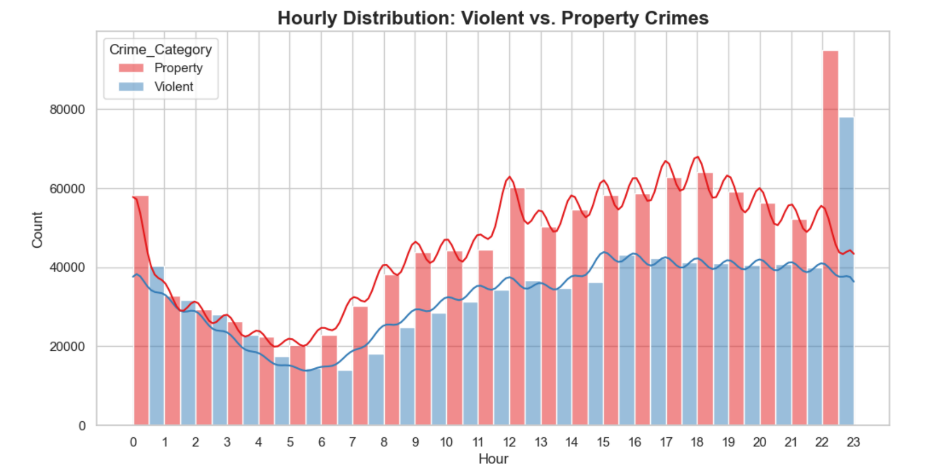 Hourly Distribution: Violent vs. Property Crimes
Crime_Category
Property
Violent
80000
60000
40000
20000
0
Count
0 1 2 3 4 5 6 7 8 9 10 11 12 13 14 15 16 17 18 19 20 21 22 23
Hour